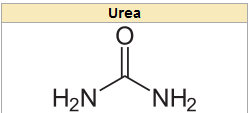 Urea
O
H₂N NH₂